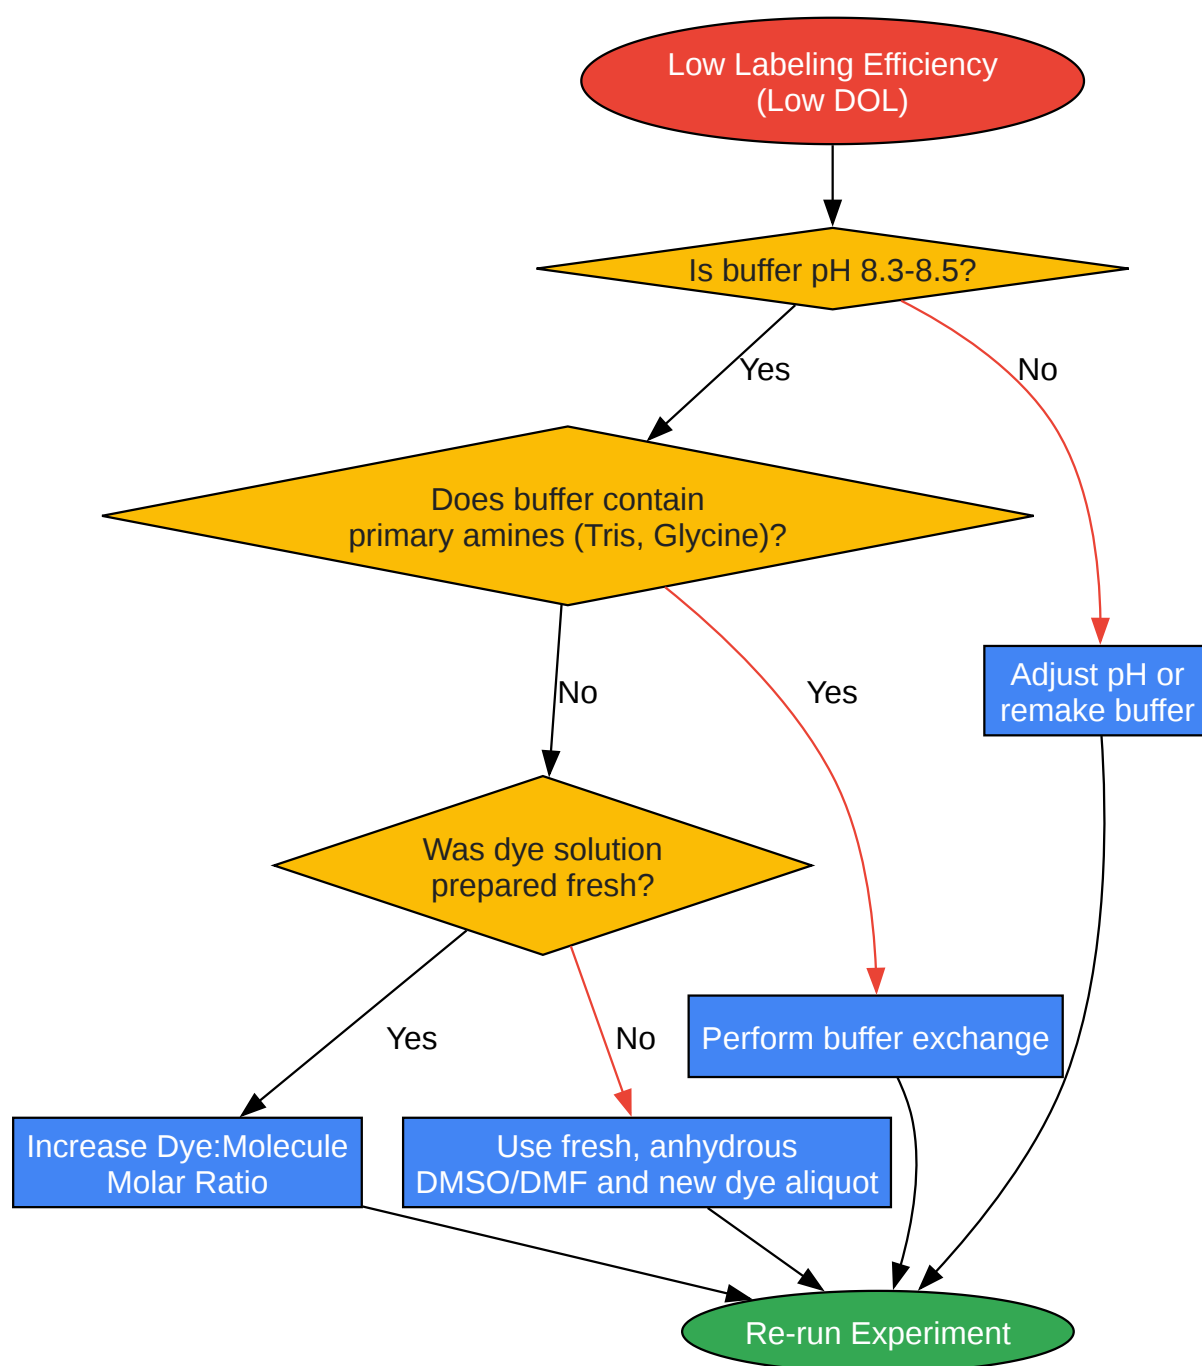 Low Labeling Efficiency
(Low DOL)
Is buffer pH 8.3-8.5?
Yes
No
Does buffer contain
primary amines (Tris, Glycine)?
No
Yes
Adjust pH or
remake buffer
Was dye solution
prepared fresh?
Yes
No
Perform buffer exchange
Increase Dye:Molecule
Molar Ratio
Use fresh, anhydrous
DMSO/DMF and new dye aliquot
Re-run Experiment